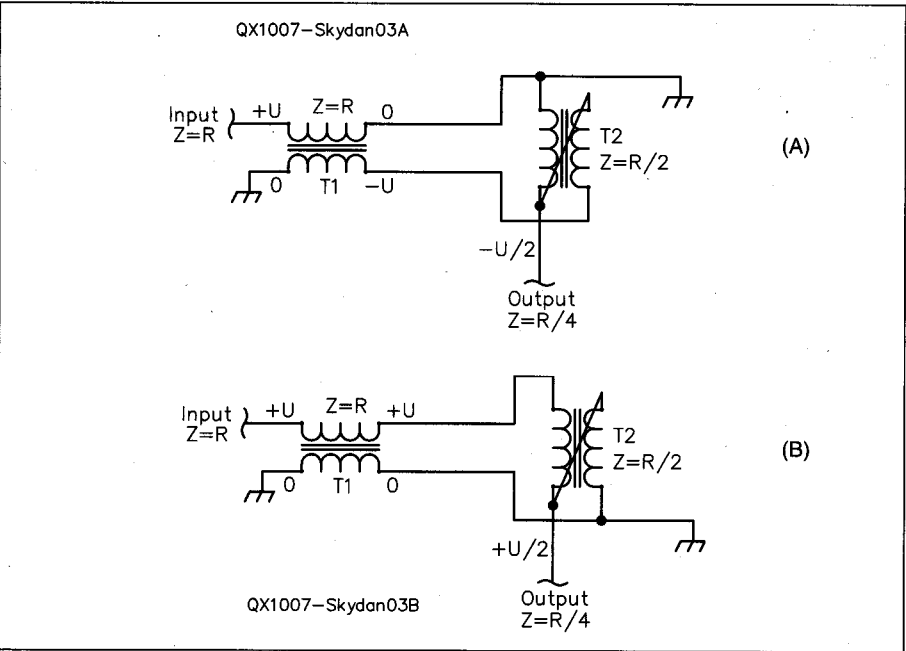 QX1007-Skydan03A
Input
Z=R
+U
Z=R
0
0
T1
-U
T2
Z=R/2
(A)
-U/2
Output
Z=R/4
Input
Z=R
+U
Z=R
+U
0
T1
0
T2
Z=R/2
(B)
+U/2
Output
Z=R/4
QX1007-Skydan03B